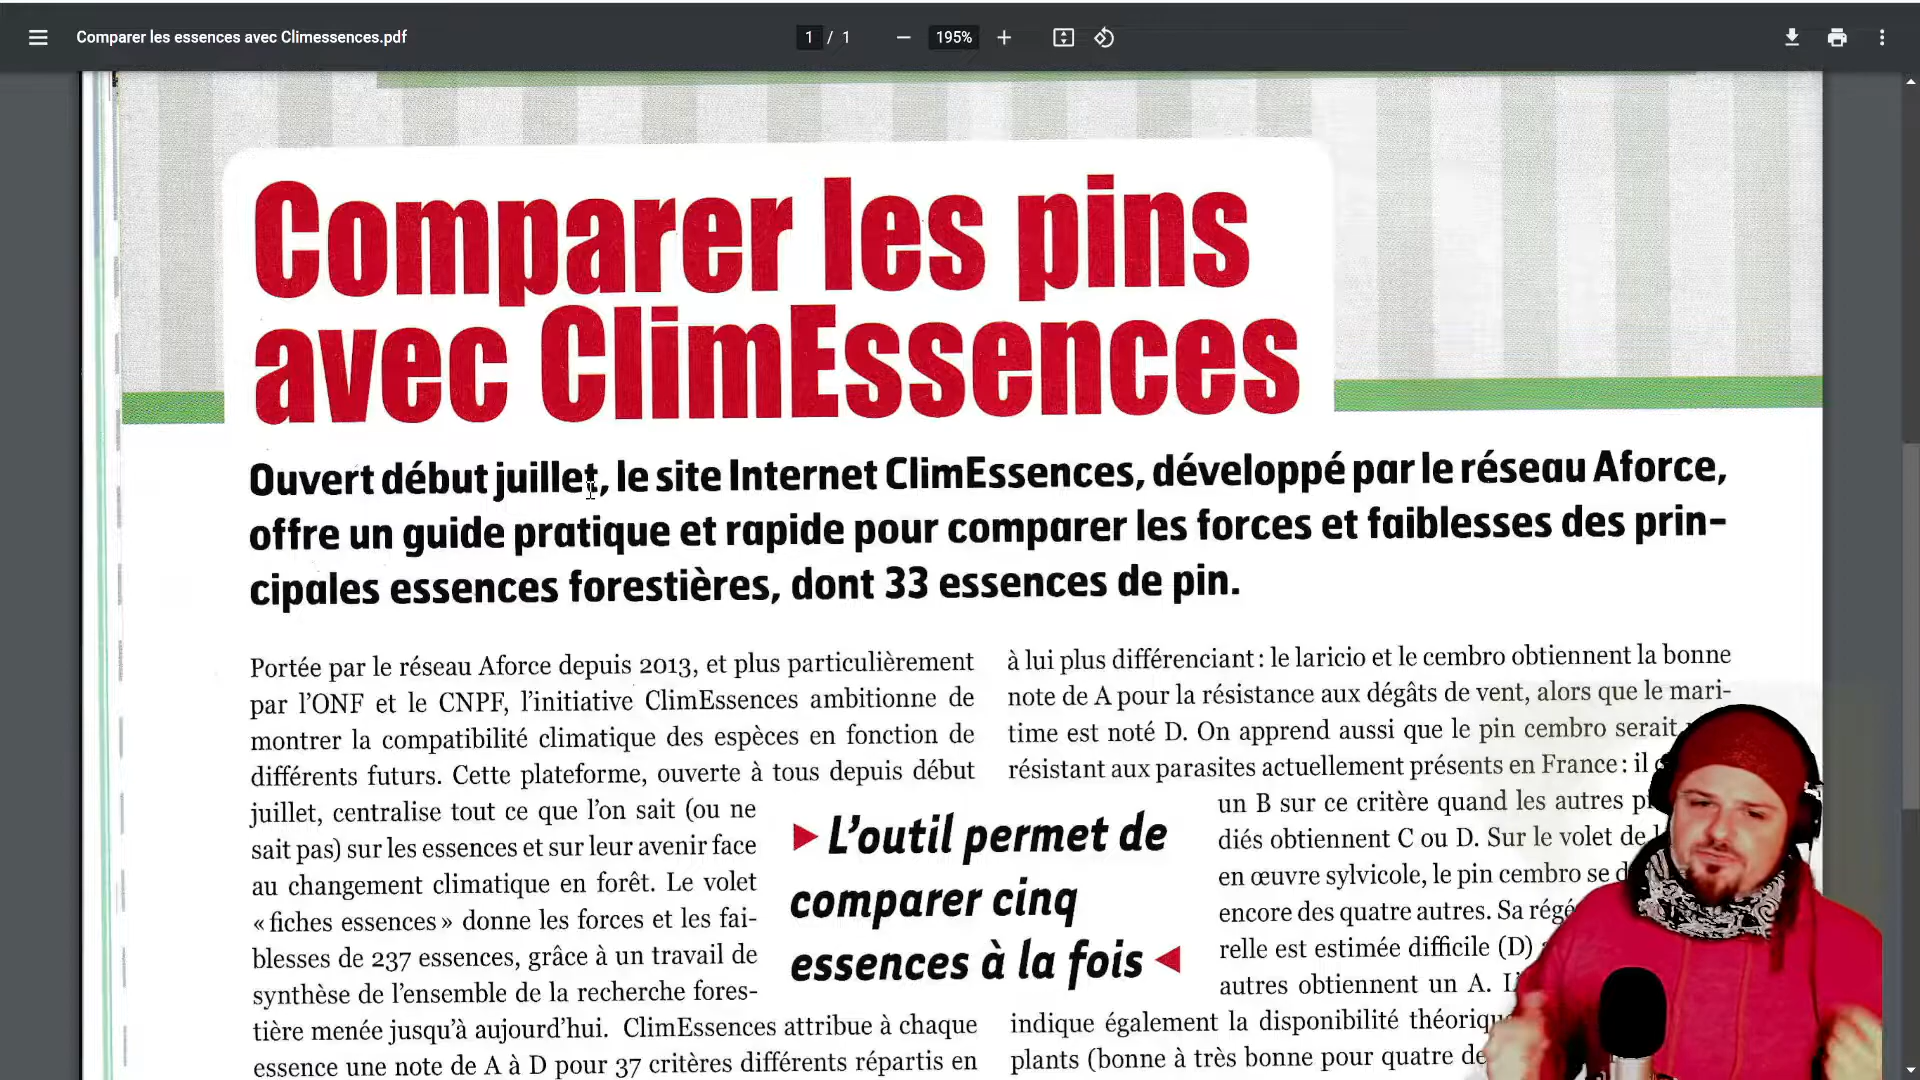 Comparer les essences avec Climessences.pdf
1 / 1
195%
Comparer les pins
avec ClimEssences
Ouvert début juillet, le site Internet ClimEssences, développé par le réseau Aforce,
offre un guide pratique et rapide pour comparer les forces et faiblesses des prin-
cipales essences forestières, dont 33 essences de pin.
Portée par le réseau Aforce depuis 2013, et plus particulièrement
par l’ONF et le CNPF, l’initiative ClimEssences ambitionne de
montrer la compatibilité climatique des espèces en fonction de
différents futurs. Cette plateforme, ouverte à tous depuis début
juillet, centralise tout ce que l’on sait (ou ne
sait pas) sur les essences et sur leur avenir face
au changement climatique en forêt. Le volet
« fiches essences » donne les forces et les fai-
blesses de 237 essences, grâce à un travail de
synthèse de l’ensemble de la recherche fores-
tière menée jusqu’à aujourd’hui. ClimEssences attribue à chaque
essence une note de A à D pour 37 critères différents répartis en
L’outil permet de
comparer cinq
essences à la fois
à lui plus différenciant : le laricio et le cembro obtiennent la bonne
note de A pour la résistance aux dégâts de vent, alors que le mari-
time est noté D. On apprend aussi que le pin cembro serait
résistant aux parasites actuellement présents en France : il
un B sur ce critère quand les autres
diés obtiennent C ou D. Sur le volet de
en œuvre sylvicole, le pin cembro se
encore des quatre autres. Sa
relle est estimée difficile (D)
autres obtiennent un A.
indique également la disponibilité
plants (bonne à très bonne pour quatre